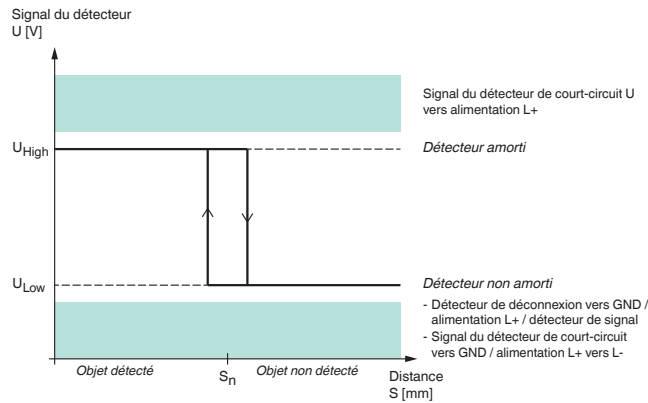 Signal du détecteur
U [V]
Signal du détecteur de court-circuit U
vers alimentation L+
UHigh
Détecteur amorti
ULow
Détecteur non amorti
- Détecteur de déconnexion vers GND /
alimentation L+ / détecteur de signal
- Signal du détecteur de court-circuit
vers GND / alimentation L+ vers L-
Objet détecté
Sn
Objet non détecté
Distance
S [mm]